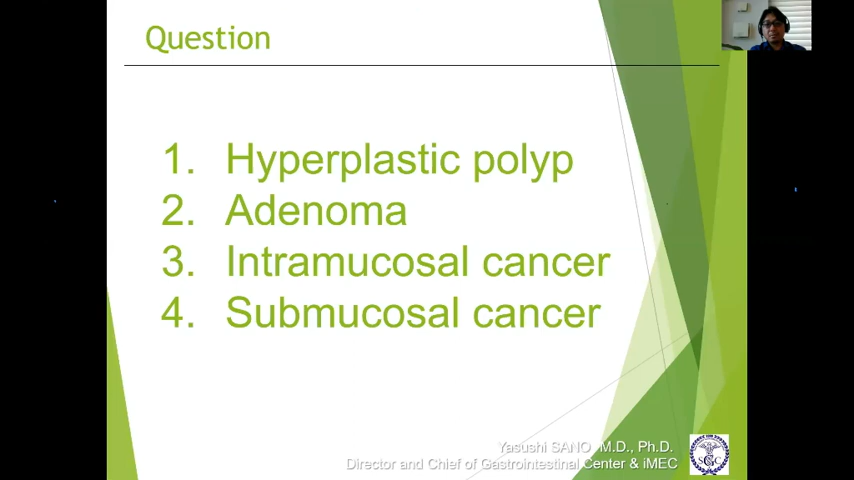 Question
1. Hyperplastic polyp
2. Adenoma
3. Intramucosal cancer
4. Submucosal cancer
Yasushi SANO, M.D., Ph.D.
Director and Chief of Gastrointestinal Center & iMEC